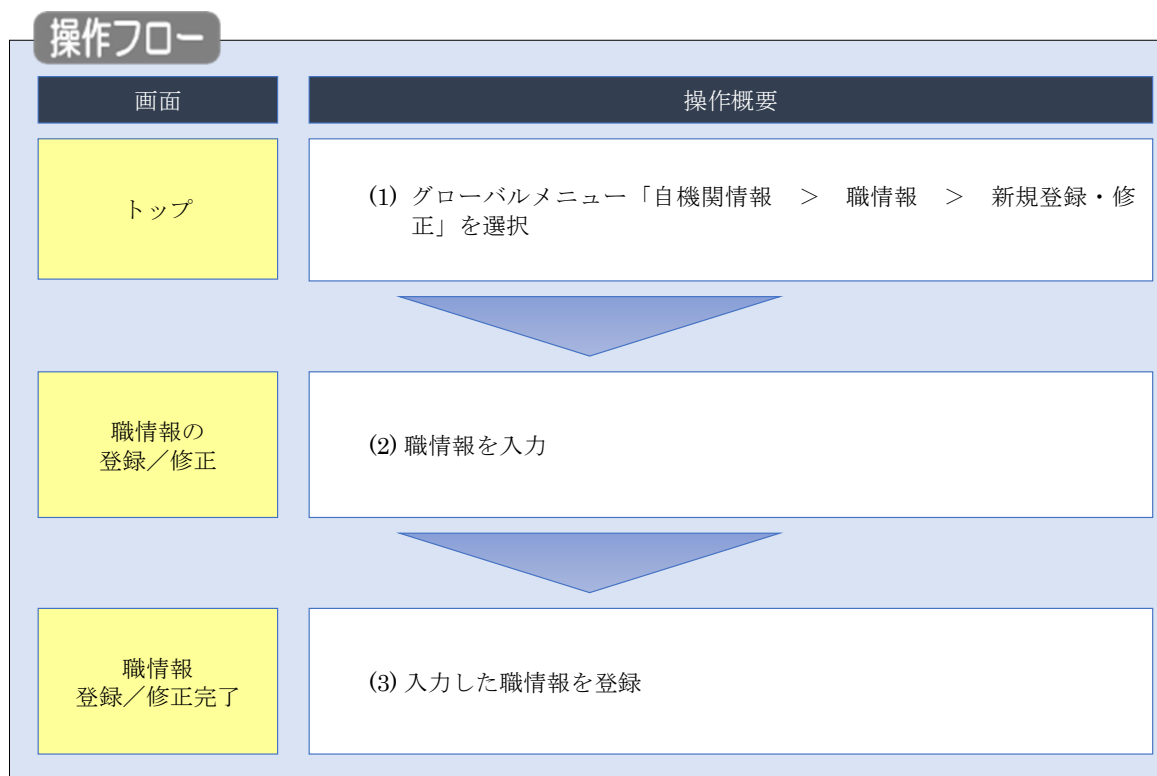 操作フロー
画面
操作概要
トップ
(1) グローバルメニュー「自機関情報　＞　職情報　＞　新規登録・修
正」を選択
職情報の
登録／修正
(2) 職情報を入力
職情報
登録／修正完了
(3) 入力した職情報を登録